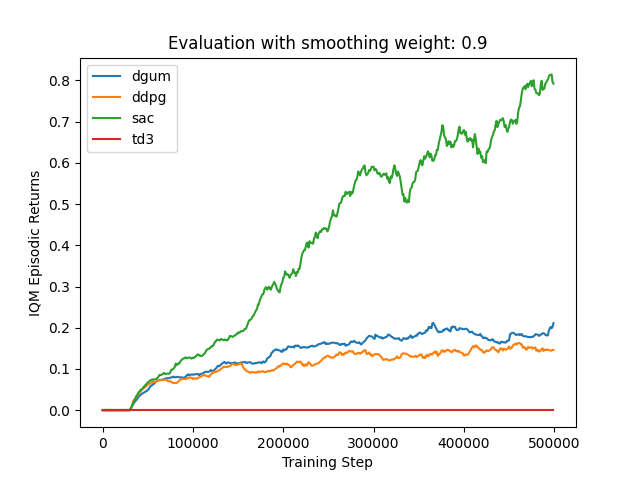 Evaluation with smoothing weight: 0.9
dgum
ddpg
sac
td3
IQM Episodic Returns
0.8
0.7
0.6
0.5
0.4
0.3
0.2
0.1
0.0
0 100000 200000 300000 400000 500000
Training Step